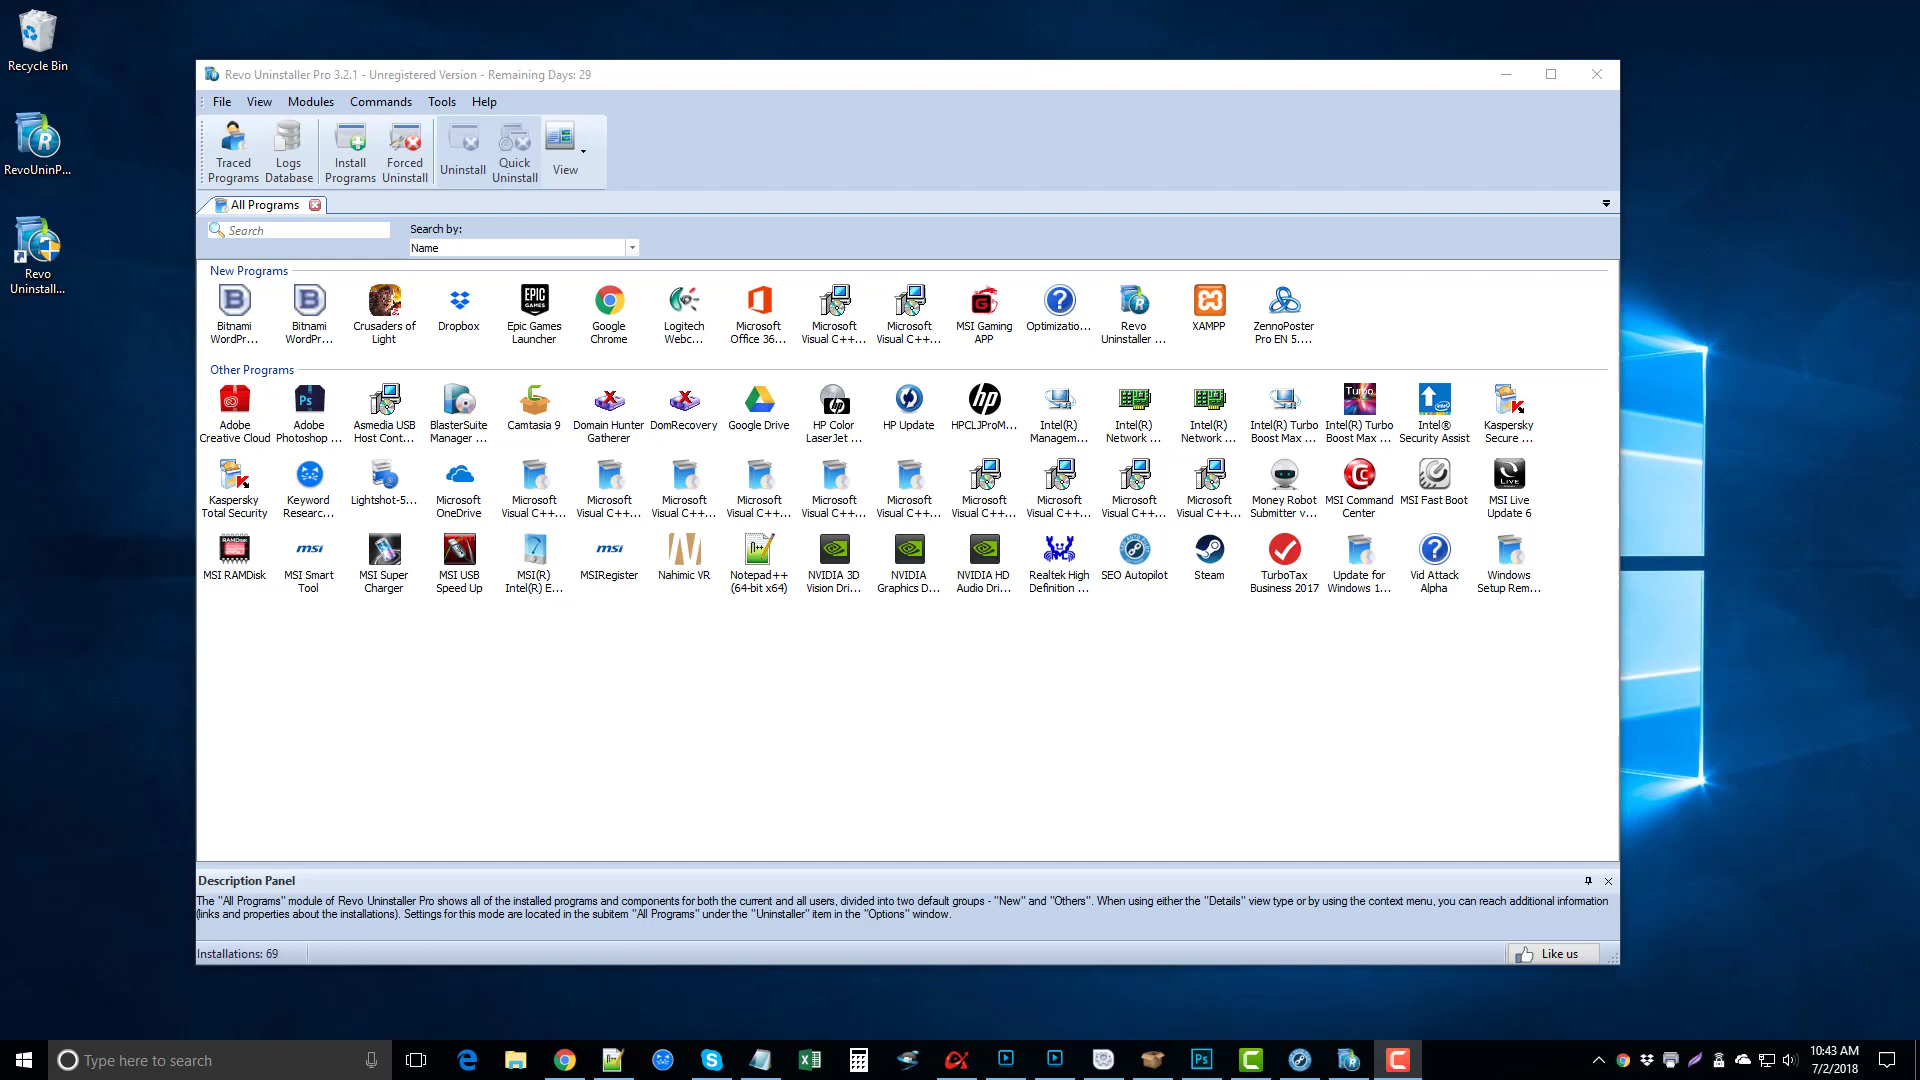 Recycle Bin
RevoUninP...
Revo
Uninstall...
Revo Uninstaller Pro 3.2.1 - Unregistered Version - Remaining Days: 29
File View Modules Commands Tools Help
Traced Programs
Logs Database
Install Programs
Forced Uninstall
Uninstall
Quick Uninstall
View
All Programs
Search
Search by:
Name
New Programs
Bitnami WordPr...
Bitnami WordPr...
Crusaders of Light
Dropbox
Epic Games Launcher
Google Chrome
Logitech Webc...
Microsoft Office 36...
Microsoft Visual C++...
Microsoft Visual C++...
MSI Gaming APP
Optimizatio...
Revo Uninstaller ...
XAMPP
ZennoPoster Pro EN 5....
Other Programs
Adobe Creative Cloud
Adobe Photoshop ...
Asmedia USB Host Cont...
BlasterSuite Manager ...
Camtasia 9
Domain Hunter Gatherer
DomRecovery
Google Drive
HP Color LaserJet ...
HP Update
HPCLJProM...
Intel(R) Managem...
Intel(R) Network ...
Intel(R) Network ...
Intel(R) Turbo Boost Max ...
Intel(R) Turbo Boost Max ...
Intel® Security Assist
Kaspersky Secure ...
Kaspersky Total Security
Keyword Researc...
Lightshot-5...
Microsoft OneDrive
Microsoft Visual C++...
Microsoft Visual C++...
Microsoft Visual C++...
Microsoft Visual C++...
Microsoft Visual C++...
Microsoft Visual C++...
Microsoft Visual C++...
Microsoft Visual C++...
Microsoft Visual C++...
Microsoft Visual C++...
Money Robot Submitter v...
MSI Command Center
MSI Fast Boot
MSI Live Update 6
MSI RAMDisk
MSI Smart Tool
MSI Super Charger
MSI USB Speed Up
MSI(R) Intel(R) E...
MSIRegister
Nahimic VR
Notepad++ (64-bit x64)
NVIDIA 3D Vision Dri...
NVIDIA Graphics D...
NVIDIA HD Audio Dri...
Realtek High Definition ...
SEO Autopilot
Steam
TurboTax Business 2017
Update for Windows 1...
Vid Attack Alpha
Windows Setup Rem...
Description Panel
The "All Programs" module of Revo Uninstaller Pro shows all of the installed programs and components for both the current and all users, divided into two default groups - "New" and "Others". When using either the "Details" view type or by using the context menu, you can reach additional information
(links and properties about the installations). Settings for this mode are located in the subitem "All Programs" under the "Uninstaller" item in the "Options" window.
Installations: 69
Like us
Type here to search
10:43 AM
7/2/2018